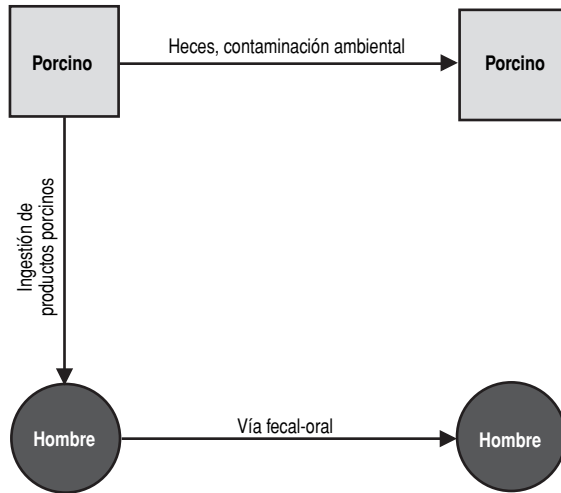 Porcino
Heces, contaminación ambiental
Porcino
Ingestión de
productos porcinos
Hombre
Vía fecal-oral
Hombre